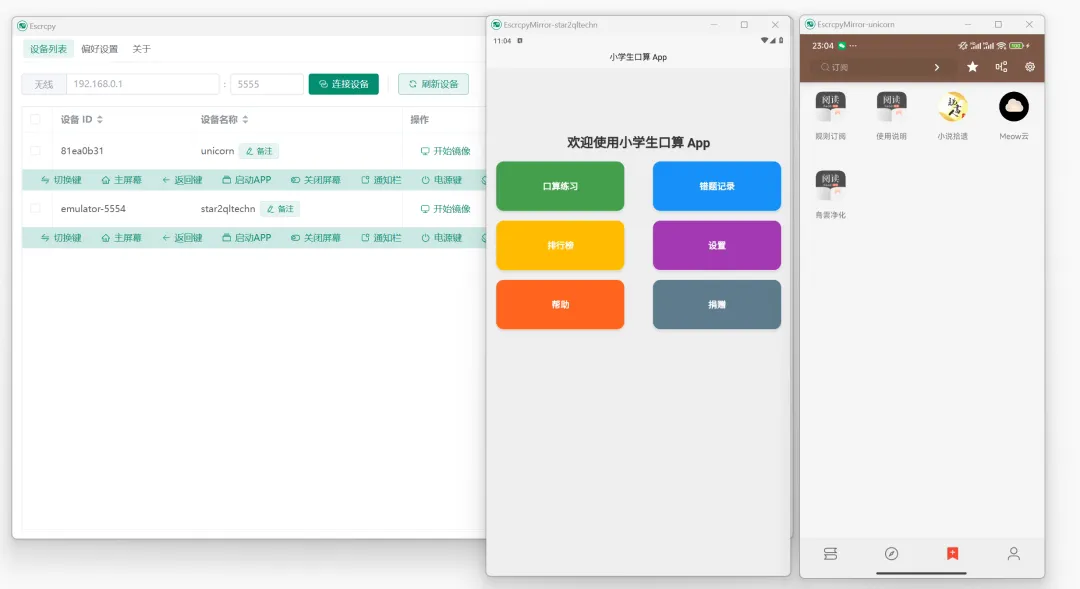 Escrcpy
设备列表 偏好设置 关于
无线 192.168.0.1 : 5555 连接设备 刷新设备
设备 ID 设备名称 操作
81ea0b31 unicorn 备注 开始镜像
切换键 主屏幕 返回键 启动APP 关闭屏幕 通知栏 电源键
emulator-5554 star2qltechn 备注 开始镜像
切换键 主屏幕 返回键 启动APP 关闭屏幕 通知栏 电源键
EscrcpyMirror-star2qltechn
11:04
小学生口算 App
欢迎使用小学生口算 App
口算练习 错题记录
排行榜 设置
帮助 捐赠
EscrcpyMirror-unicorn
23:04
订阅
阅读 阅读
规则订阅 使用说明 小说拾遗 Meow云
阅读